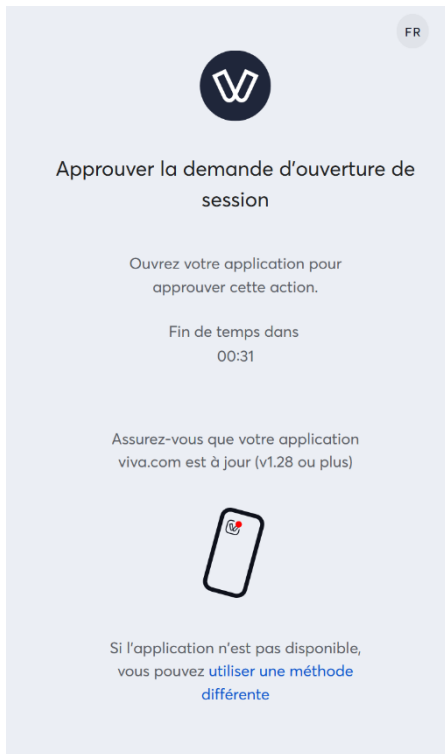 FR
Approuver la demande d'ouverture de
session
Ouvrez votre application pour
approuver cette action.
Fin de temps dans
00:31
Assurez-vous que votre application
viva.com est à jour (v1.28 ou plus)
Si l'application n'est pas disponible,
vous pouvez utiliser une méthode
différente